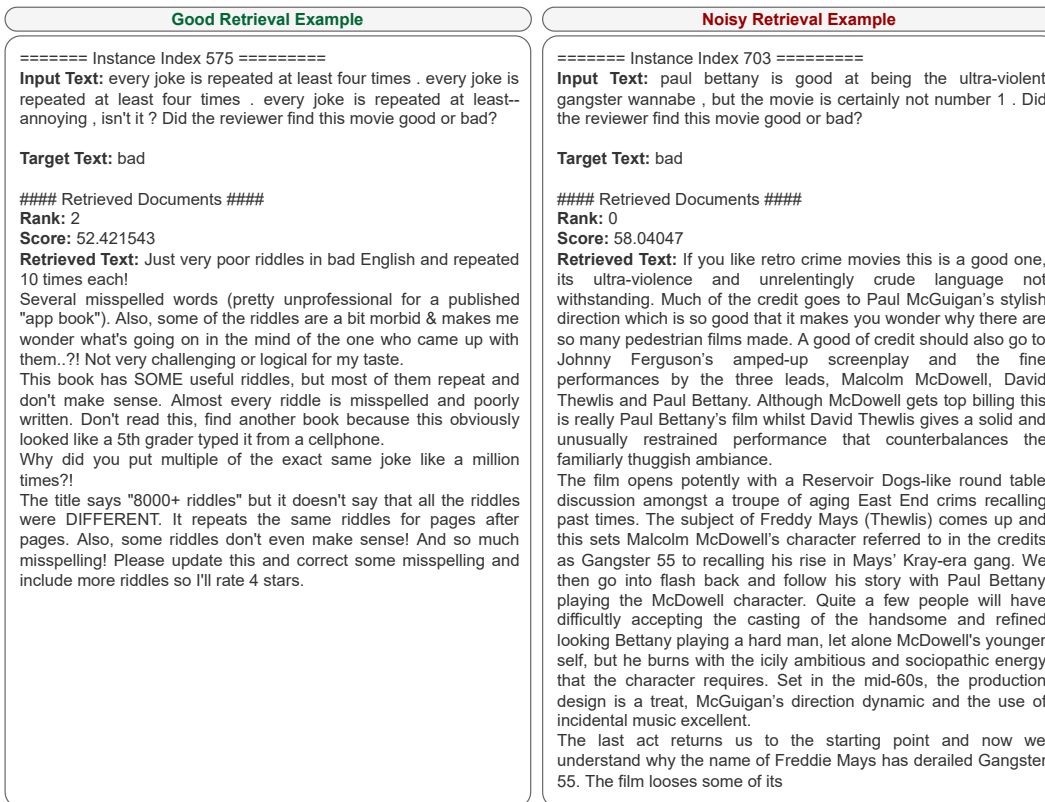 Good Retrieval Example
======= Instance Index 575 =========
Input Text: every joke is repeated at least four times . every joke is
repeated at least four times . every joke is repeated at least--
annoying , isn't it ? Did the reviewer find this movie good or bad?
Target Text: bad
#### Retrieved Documents ####
Rank: 2
Score: 52.421543
Retrieved Text: Just very poor riddles in bad English and repeated
10 times each!
Several misspelled words (pretty unprofessional for a published
"app book"). Also, some of the riddles are a bit morbid & makes me
wonder what's going on in the mind of the one who came up with
them..?! Not very challenging or logical for my taste.
This book has SOME useful riddles, but most of them repeat and
don't make sense. Almost every riddle is misspelled and poorly
written. Don't read this, find another book because this obviously
looked like a 5th grader typed it from a cellphone.
Why did you put multiple of the exact same joke like a million
times?!
The title says "8000+ riddles" but it doesn't say that all the riddles
were DIFFERENT. It repeats the same riddles for pages after
pages. Also, some riddles don't even make sense! And so much
misspelling! Please update this and correct some misspelling and
include more riddles so I'll rate 4 stars.
Noisy Retrieval Example
======= Instance Index 703 =========
Input Text: paul bettany is good at being the ultra-violent
gangster wannabe , but the movie is certainly not number 1 . Did
the reviewer find this movie good or bad?
Target Text: bad
#### Retrieved Documents ####
Rank: 0
Score: 58.04047
Retrieved Text: If you like retro crime movies this is a good one,
its ultra-violence and unrelentingly crude language not
withstanding. Much of the credit goes to Paul McGuigan's stylish
direction which is so good that it makes you wonder why there are
so many pedestrian films made. A good of credit should also go to
Johnny Ferguson's amped-up screenplay and the fine
performances by the three leads, Malcolm McDowell, David
Thewlis and Paul Bettany. Although McDowell gets top billing this
is really Paul Bettany's film whilst David Thewlis gives a solid and
unusually restrained performance that counterbalances the
familiarly thuggish ambiance.
The film opens potently with a Reservoir Dogs-like round table
discussion amongst a troupe of aging East End crims recalling
past times. The subject of Freddy Mays (Thewlis) comes up and
this sets Malcolm McDowell's character referred to in the credits
as Gangster 55 to recalling his rise in Mays' Kray-era gang. We
then go into flash back and follow his story with Paul Bettany
playing the McDowell character. Quite a few people will have
difficultly accepting the casting of the handsome and refined
looking Bettany playing a hard man, let alone McDowell's younger
self, but he burns with the icily ambitious and sociopathic energy
that the character requires. Set in the mid-60s, the production
design is a treat, McGuigan's direction dynamic and the use of
incidental music excellent.
The last act returns us to the starting point and now we
understand why the name of Freddie Mays has derailed Gangster
55. The film looses some of its